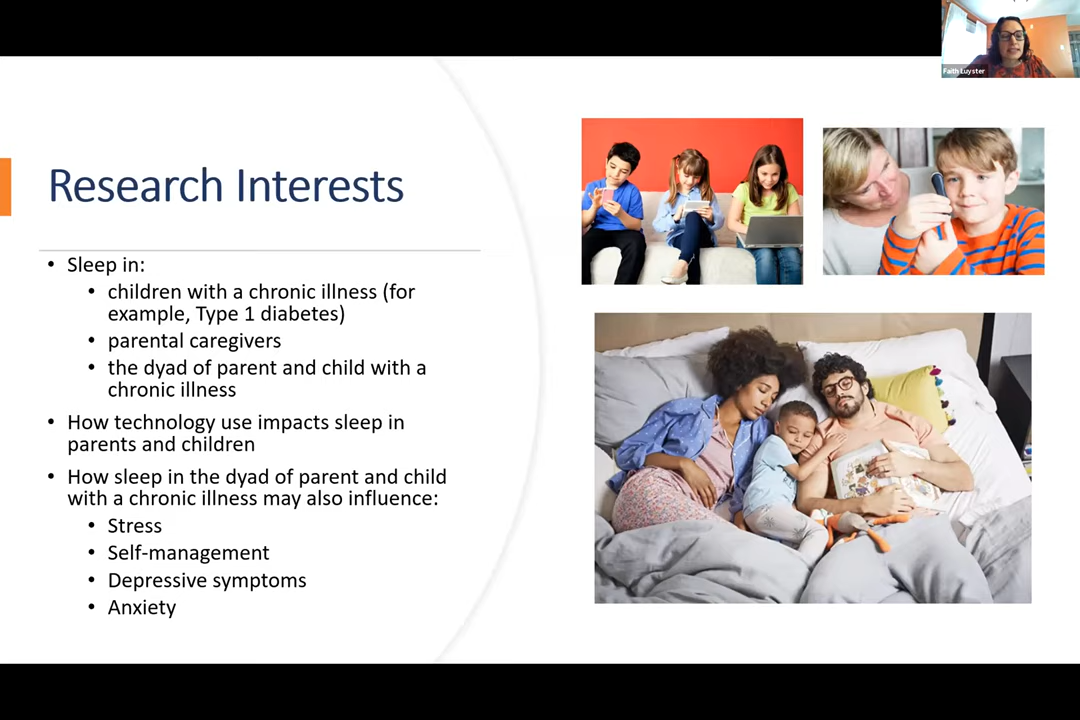 Faith Luyster
Research Interests
• Sleep in:
• children with a chronic illness (for
example, Type 1 diabetes)
• parental caregivers
• the dyad of parent and child with a
chronic illness
• How technology use impacts sleep in
parents and children
• How sleep in the dyad of parent and child
with a chronic illness may also influence:
• Stress
• Self-management
• Depressive symptoms
• Anxiety